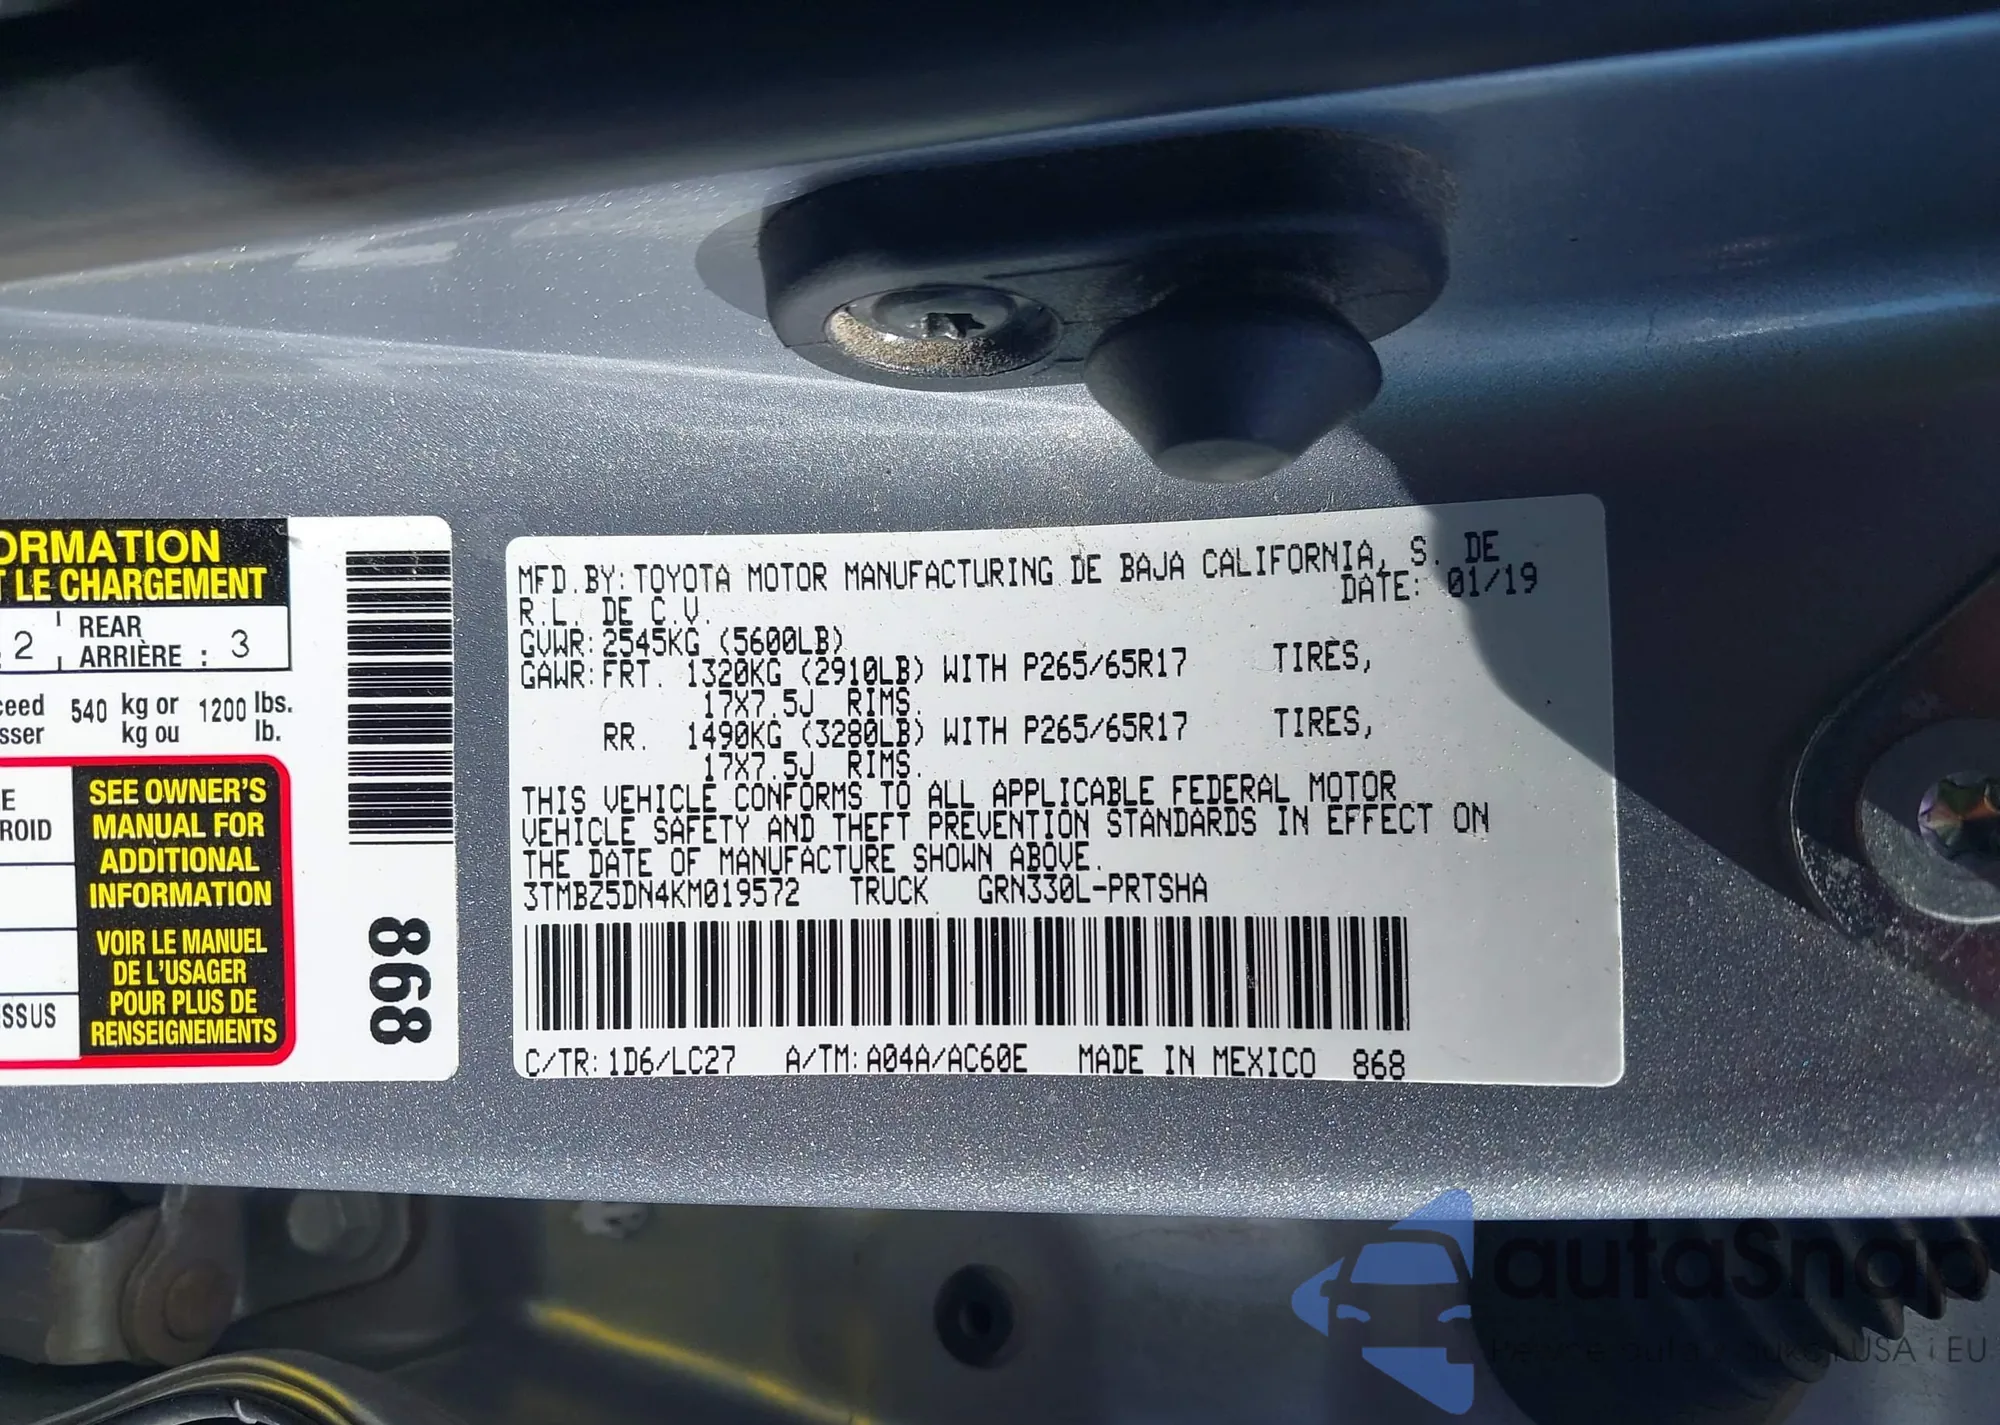 ORMATION
T LE CHARGEMENT
2 REAR
ARRIÈRE : 3
ceed 540 kg or 1200 lbs.
sser kg ou lb.
E
ROID
SSUS
SEE OWNER'S
MANUAL FOR
ADDITIONAL
INFORMATION
VOIR LE MANUEL
DE L'USAGER
POUR PLUS DE
RENSEIGNEMENTS
868
MFD.BY:TOYOTA MOTOR MANUFACTURING DE BAJA CALIFORNIA, S. DE
R.L. DE C.V. DATE: 01/19
GVWR:2545KG (5600LB)
GAWR:FRT. 1320KG (2910LB) WITH P265/65R17 TIRES,
17X7.5J RIMS.
RR. 1490KG (3280LB) WITH P265/65R17 TIRES,
17X7.5J RIMS.
THIS VEHICLE CONFORMS TO ALL APPLICABLE FEDERAL MOTOR
VEHICLE SAFETY AND THEFT PREVENTION STANDARDS IN EFFECT ON
THE DATE OF MANUFACTURE SHOWN ABOVE.
3TMBZ5DN4KM019572 TRUCK GRN330L-PRTSHA
C/TR:1D6/LC27 A/TM:A04A/AC60E MADE IN MEXICO 868
autaSnap
USA i EU